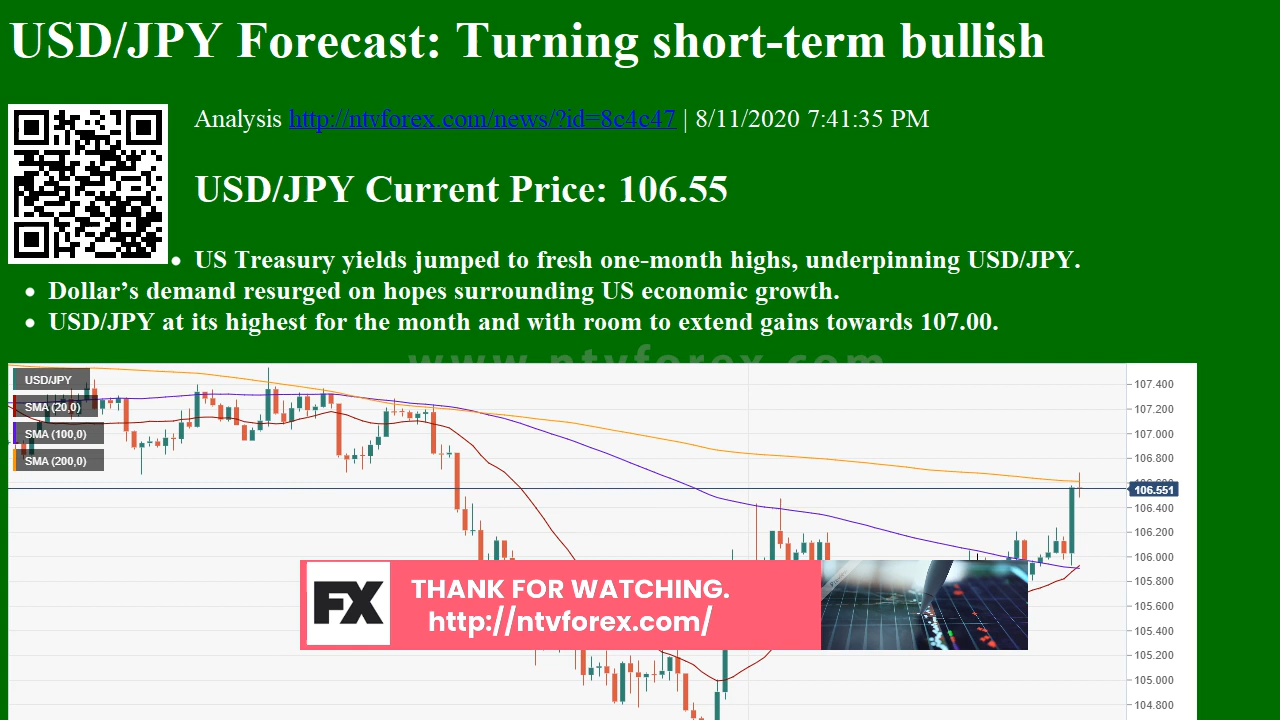 USD/JPY Forecast: Turning short-term bullish
Analysis http://ntvforex.com/news/?id=8c4c47 | 8/11/2020 7:41:35 PM
USD/JPY Current Price: 106.55
• US Treasury yields jumped to fresh one-month highs, underpinning USD/JPY.
• Dollar’s demand resurged on hopes surrounding US economic growth.
• USD/JPY at its highest for the month and with room to extend gains towards 107.00.
www.ntvforex.com
USD/JPY
SMA (20,0)
SMA (100,0)
SMA (200,0)
107.400
107.200
107.000
106.800
106.551
106.400
106.200
106.000
105.800
105.600
105.400
105.200
105.000
104.800
FX
THANK FOR WATCHING.
http://ntvforex.com/